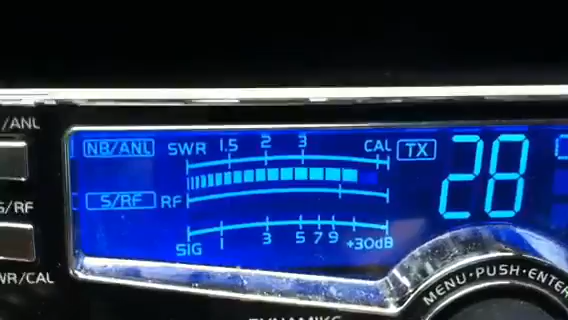 /ANL
NB/ANL SWR 1.5 2 3 CAL TX 28
S/RF RF
S/RF
SIG 3 5 7 9 +30dB
WR/CAL
MENU·PUSH·ENTER